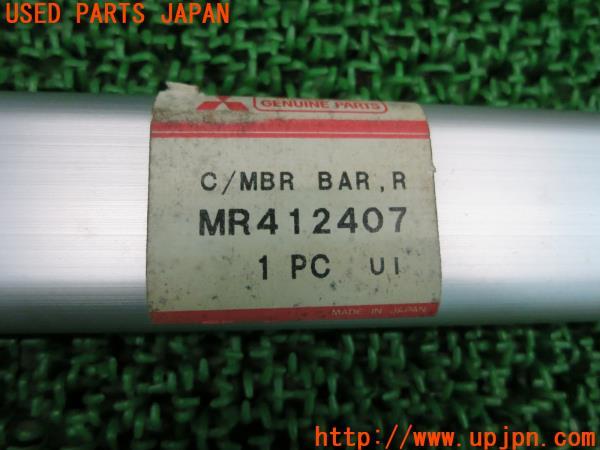 USED PARTS JAPAN
GENUINE PARTS
C/MBR BAR,R
MR412407
1 PC UI
MADE IN JAPAN
http://www.upjpn.com